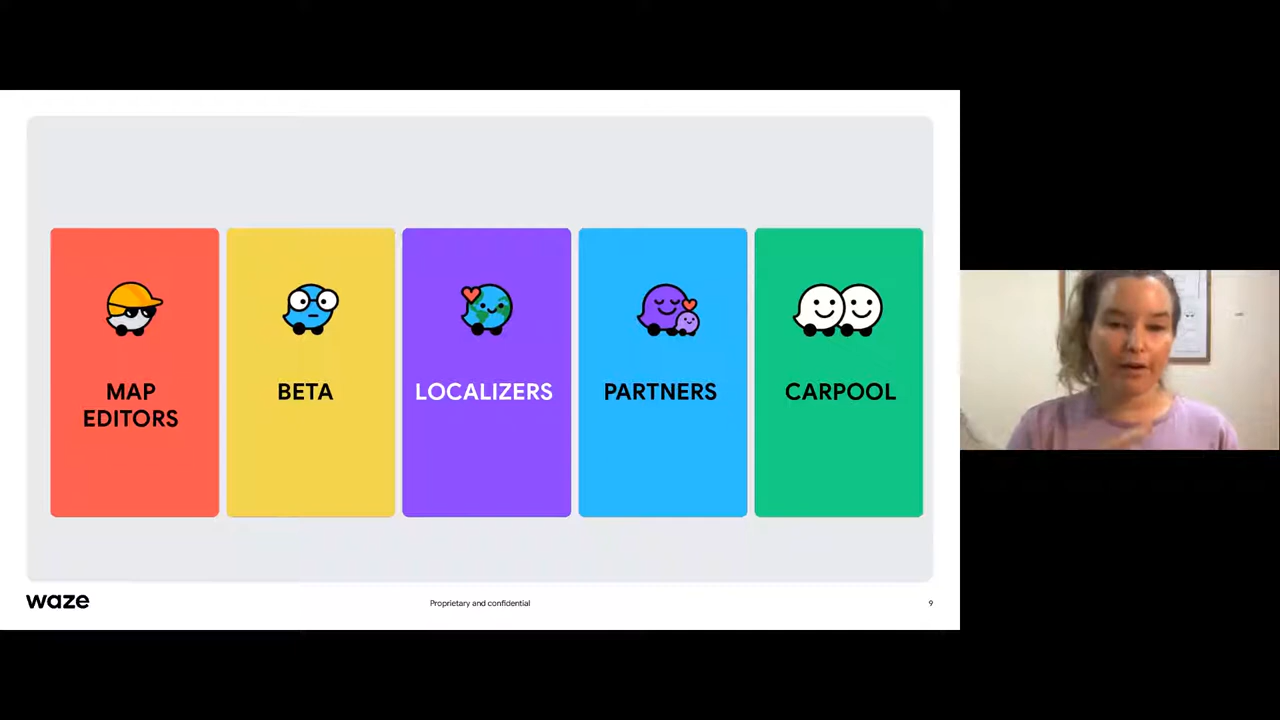 MAP
EDITORS
BETA
LOCALIZERS
PARTNERS
CARPOOL
waze
Proprietary and confidential
9